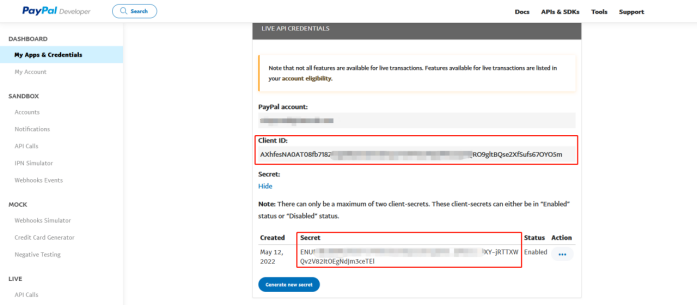 PayPal Developer
Search
Docs APIs & SDKs Tools Support
DASHBOARD
My Apps & Credentials
My Account
SANDBOX
Accounts
Notifications
API Calls
IPN Simulator
Webhooks Events
MOCK
Webhooks Simulator
Credit Card Generator
Negative Testing
LIVE
API Calls
LIVE API CREDENTIALS
Note that not all features are available for live transactions. Features available for live transactions are listed in
your account eligibility.
PayPal account:
Client ID:
Secret:
Hide
Note: There can only be a maximum of two client-secrets. These client-secrets can either be in "Enabled"
status or "Disabled" status.
Created Secret Status Action
May 12, Enabled
2022
Generate new secret